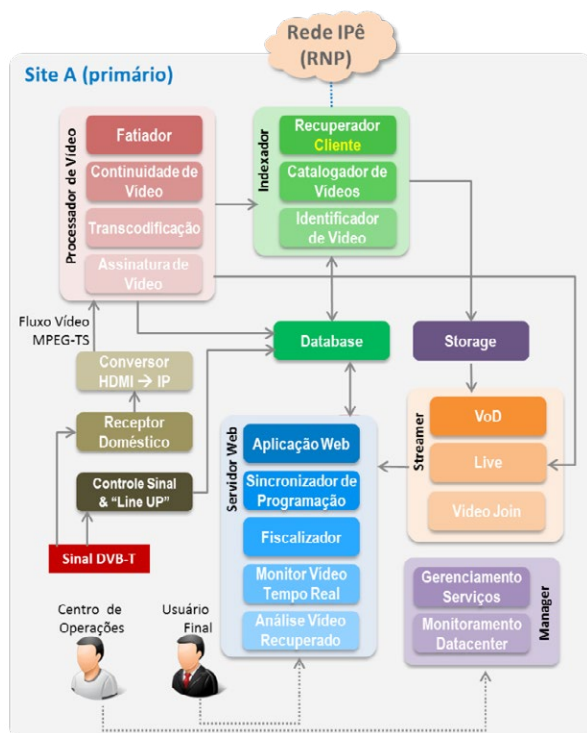 Rede IPê
(RNP)
Site A (primário)
Processador de Vídeo
Fatiador
Continuidade de
Vídeo
Transcodificação
Assinatura de
Vídeo
Indexador
Recuperador
Cliente
Catalogador de
Vídeos
Identificador
de Vídeo
Fluxo Vídeo
MPEG-TS
Conversor
HDMI → IP
Database
Storage
Receptor
Doméstico
Controle Sinal
& “Line UP”
Sinal DVB-T
Servidor Web
Aplicação Web
Sincronizador de
Programação
Fiscalizador
Monitor Vídeo
Tempo Real
Análise Vídeo
Recuperado
Streamer
VoD
Live
Video Join
Gerenciamento
Serviços
Monitoramento
Datacenter
Manager
Centro de
Operações
Usuário
Final